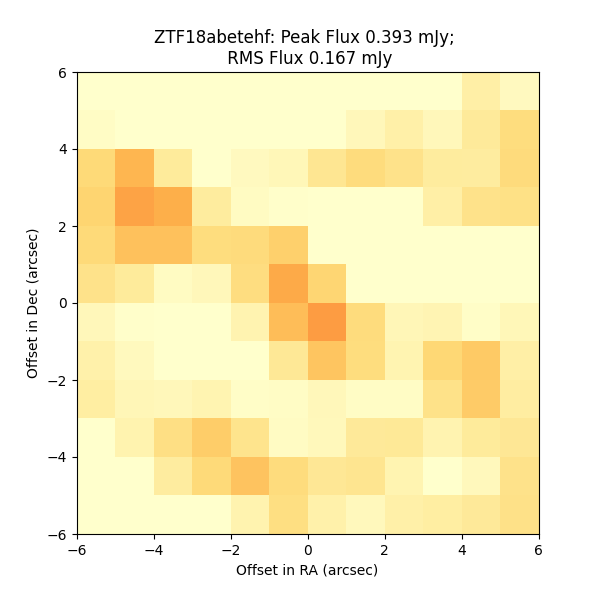 ZTF18abetehf: Peak Flux 0.393 mJy;
RMS Flux 0.167 mJy
6
4
2
0
−2
−4
−6
Offset in Dec (arcsec)
−6 −4 −2 0 2 4 6
Offset in RA (arcsec)